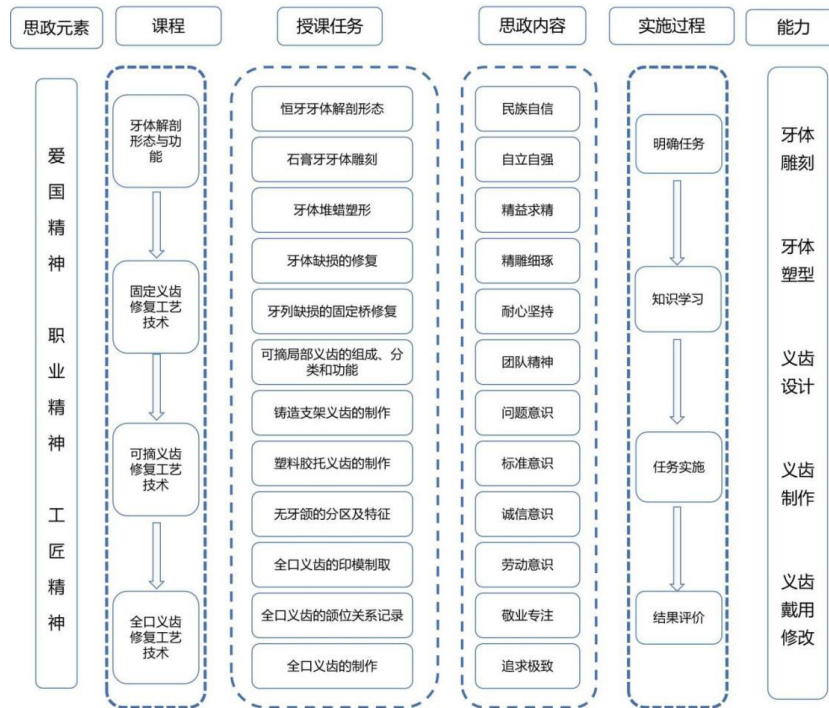 思政元素
课程
授课任务
思政内容
实施过程
能力
爱国精神
职业精神
工匠精神
牙体解剖
形态与功
能
固定义齿
修复工艺
技术
可摘义齿
修复工艺
技术
全口义齿
修复工艺
技术
恒牙牙体解剖形态
石膏牙牙体雕刻
牙体堆蜡塑形
牙体缺损的修复
牙列缺损的固定桥修复
可摘局部义齿的组成、分
类和功能
铸造支架义齿的制作
塑料胶托义齿的制作
无牙颌的分区及特征
全口义齿的印模制取
全口义齿的颌位关系记录
全口义齿的制作
民族自信
自立自强
精益求精
精雕细琢
耐心坚持
团队精神
问题意识
标准意识
诚信意识
劳动意识
敬业专注
追求极致
明确任务
知识学习
任务实施
结果评价
牙体
雕刻
牙体
塑型
义齿
设计
义齿
制作
义齿
戴用
修改